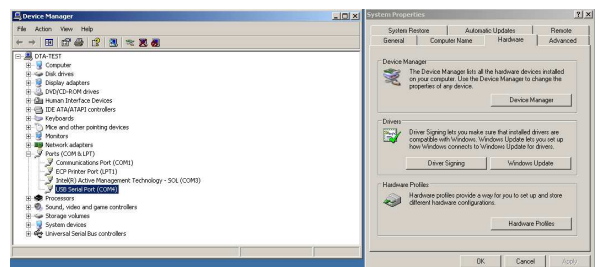 Device Manager
File Action View Help
DTA-TEST
Computer
Disk drives
Display adapters
DVD/CD-ROM drives
Human Interface Devices
IDE ATA/ATAPI controllers
Keyboards
Mice and other pointing devices
Monitors
Network adapters
Ports (COM & LPT)
Communications Port (COM1)
ECP Printer Port (LPT1)
Intel(R) Active Management Technology - SOL (COM3)
USB Serial Port (COM4)
Processors
Sound, video and game controllers
Storage volumes
System devices
Universal Serial Bus controllers
System Properties
System Restore Automatic Updates Remote
General Computer Name Hardware Advanced
Device Manager
The Device Manager lists all the hardware devices installed
on your computer. Use the Device Manager to change the
properties of any device.
Device Manager
Drivers
Driver Signing lets you make sure that installed drivers are
compatible with Windows. Windows Update lets you set up
how Windows connects to Windows Update for drivers.
Driver Signing Windows Update
Hardware Profiles
Hardware profiles provide a way for you to set up and store
different hardware configurations.
Hardware Profiles
OK Cancel Apply